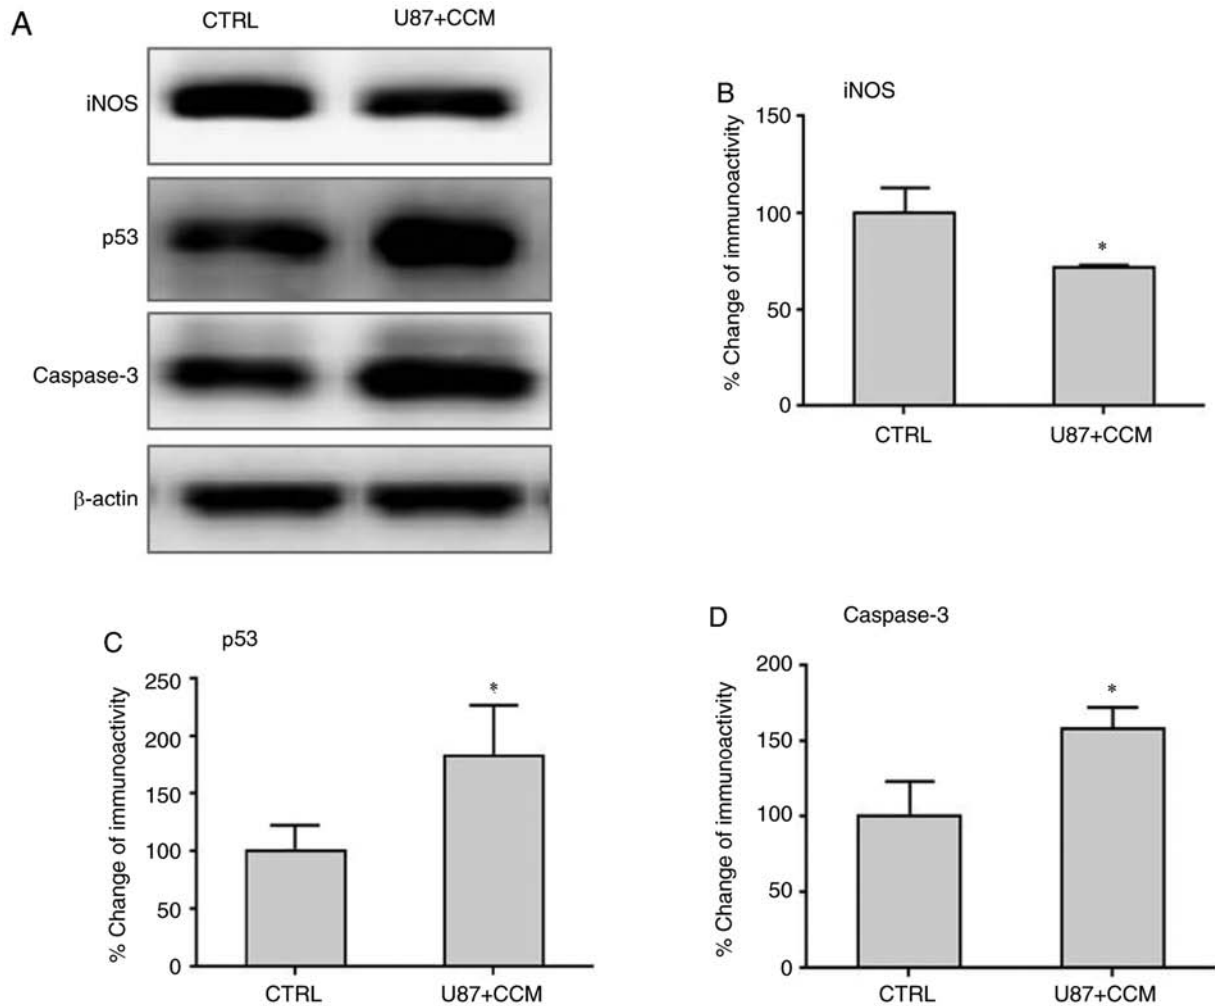 A
CTRL U87+CCM
iNOS
p53
Caspase-3
β-actin
B iNOS
% Change of immunoactivity
150
100
50
0
*
CTRL U87+CCM
C p53
% Change of immunoactivity
250
200
150
100
50
0
*
CTRL U87+CCM
D Caspase-3
% Change of immunoactivity
200
150
100
50
0
*
CTRL U87+CCM